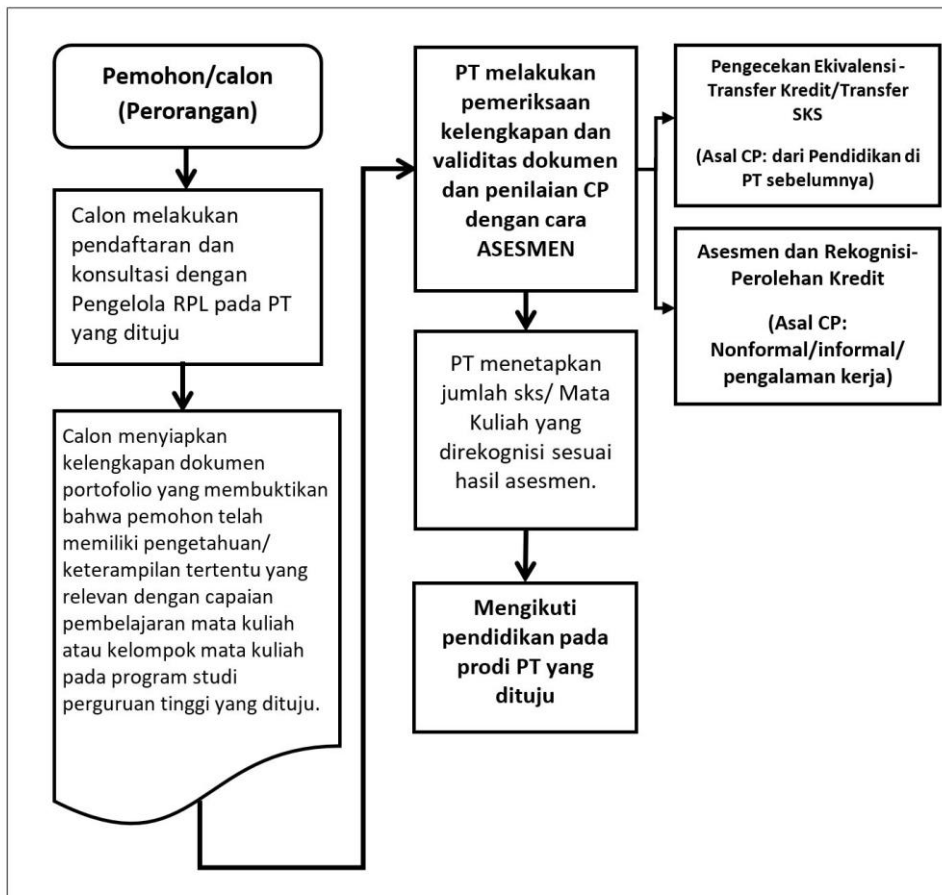 Pemohon/calon
(Perorangan)
Calon melakukan
pendaftaran dan
konsultasi dengan
Pengelola RPL pada PT
yang dituju
Calon menyiapkan
kelengkapan dokumen
portofolio yang membuktikan
bahwa pemohon telah
memiliki pengetahuan/
keterampilan tertentu yang
relevan dengan capaian
pembelajaran mata kuliah
atau kelompok mata kuliah
pada program studi
perguruan tinggi yang dituju.
PT melakukan
pemeriksaan
kelengkapan dan
validitas dokumen
dan penilaian CP
dengan cara
ASESMEN
Pengecekan Ekivalensi -
Transfer Kredit/Transfer
SKS
(Asal CP: dari Pendidikan di
PT sebelumnya)
Asesmen dan Rekognisi-
Perolehan Kredit
(Asal CP:
Nonformal/informal/
pengalaman kerja)
PT menetapkan
jumlah sks/ Mata
Kuliah yang
direkognisi sesuai
hasil asesmen.
Mengikuti
pendidikan pada
prodi PT yang
dituju